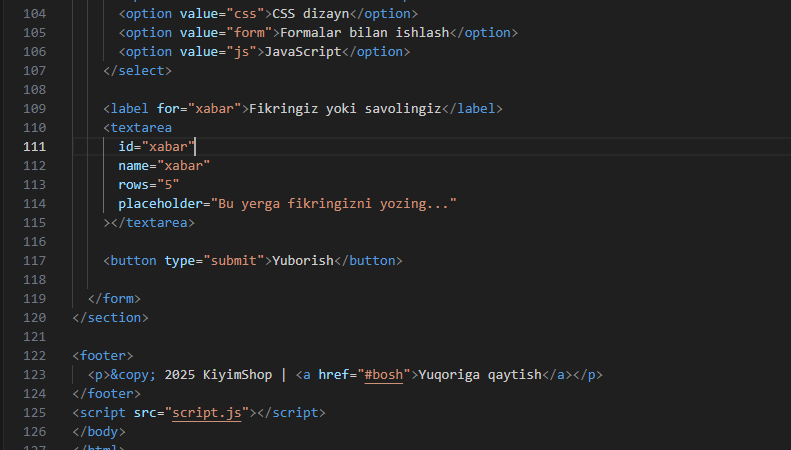 104 <option value="css">CSS dizayn</option>
105 <option value="form">Formalar bilan ishlash</option>
106 <option value="js">JavaScript</option>
107 </select>
108
109 <label for="xabar">Fikringiz yoki savolingiz</label>
110 <textarea
111 id="xabar"
112 name="xabar"
113 rows="5"
114 placeholder="Bu yerga fikringizni yozing..."
115 ></textarea>
116
117 <button type="submit">Yuborish</button>
118
119 </form>
120 </section>
121
122 <footer>
123 <p>&copy; 2025 KiyimShop | <a href="#bosh">Yuqoriga qaytish</a></p>
124 </footer>
125 <script src="script.js"></script>
126 </body>
127 </html>